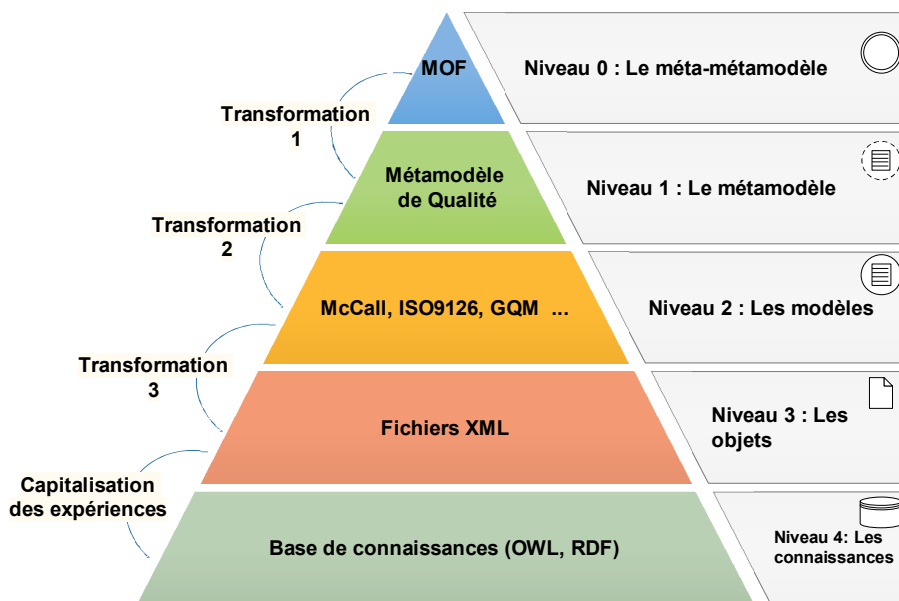 MOF
Niveau 0 : Le méta-métamodèle
Transformation
1
Métamodèle
de Qualité
Niveau 1 : Le métamodèle
Transformation
2
McCall, ISO9126, GQM ...
Niveau 2 : Les modèles
Transformation
3
Fichiers XML
Niveau 3 : Les
objets
Capitalisation
des expériences
Base de connaissances (OWL, RDF)
Niveau 4: Les
connaissances